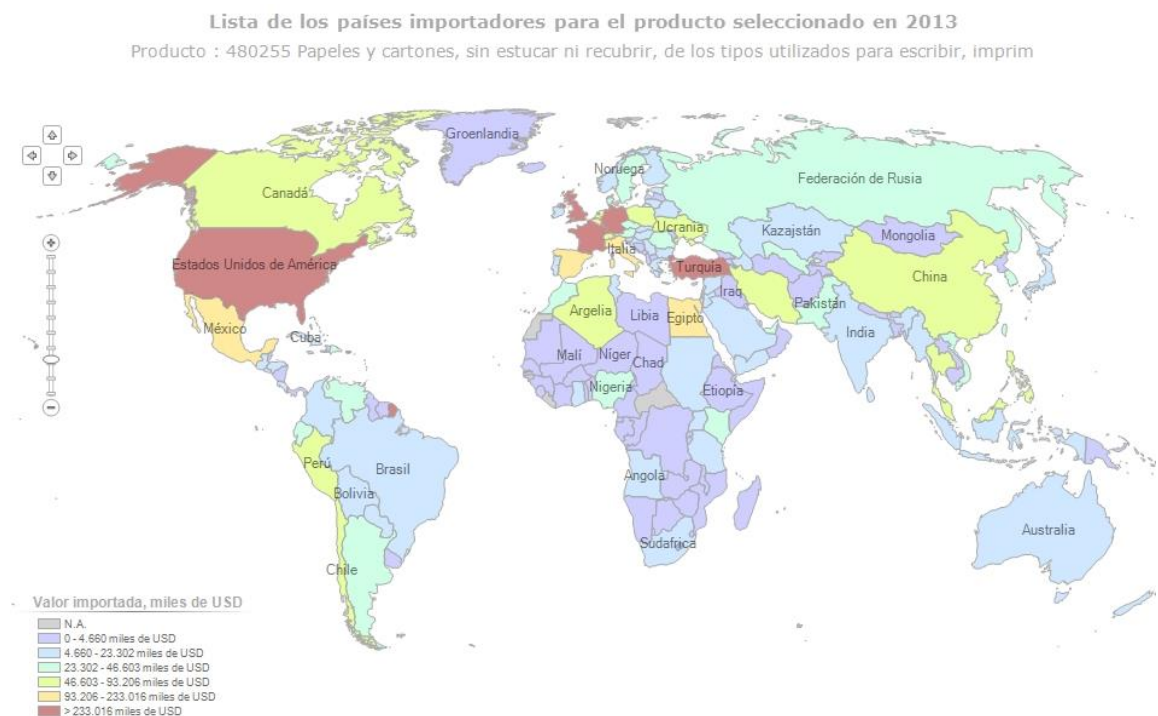 Lista de los países importadores para el producto seleccionado en 2013
Producto : 480255 Papeles y cartones, sin estucar ni recubrir, de los tipos utilizados para escribir, imprim
Groenlandia
Noruega
Federación de Rusia
Canadá
Ucrania
Kazajstán
Mongolia
Italia
Estados Unidos de América
Turquia
China
Iraq
Pakistán
Argelia
Libia
Egipto
México
Cuba
India
Malí
Níger
Chad
Nigeria
Etiopía
Perú
Brasil
Angola
Bolivia
Australia
Sudafrica
Chile
Valor importada, miles de USD
N.A.
0 - 4.660 miles de USD
4.660 - 23.302 miles de USD
23.302 - 46.603 miles de USD
46.603 - 93.206 miles de USD
93.206 - 233.016 miles de USD
> 233.016 miles de USD